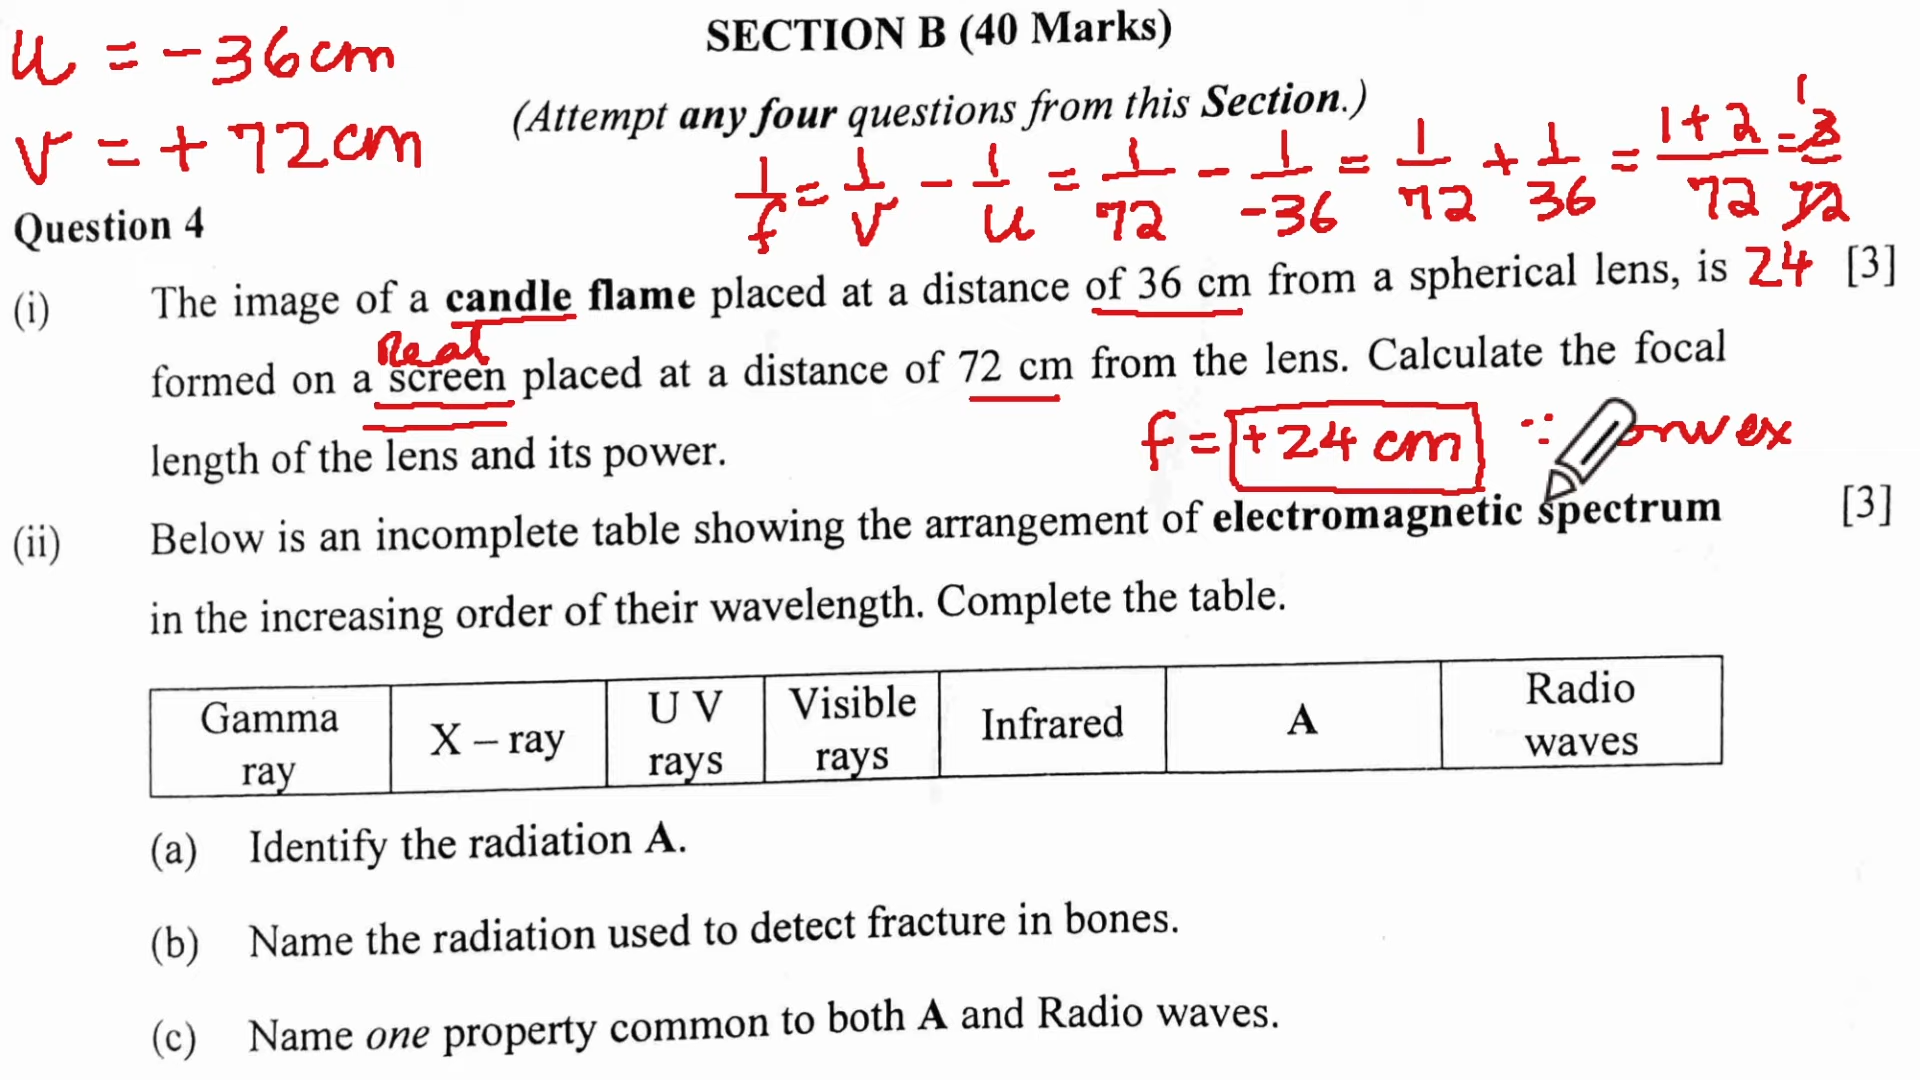 SECTION B (40 Marks)
u = -36cm
(Attempt any four questions from this Section.)
v = +72cm
1/f = 1/v - 1/u = 1/72 - 1/-36 = 1/72 + 1/36 = 1+2/72 = 3/72
1
24
Question 4
(i) The image of a candle flame placed at a distance of 36 cm from a spherical lens, is [3]
Real
formed on a screen placed at a distance of 72 cm from the lens. Calculate the focal
length of the lens and its power.
f = +24 cm ∵
(ii) Below is an incomplete table showing the arrangement of electromagnetic spectrum [3]
in the increasing order of their wavelength. Complete the table.
Gamma ray X – ray U V rays Visible rays Infrared A Radio waves
(a) Identify the radiation A.
(b) Name the radiation used to detect fracture in bones.
(c) Name one property common to both A and Radio waves.